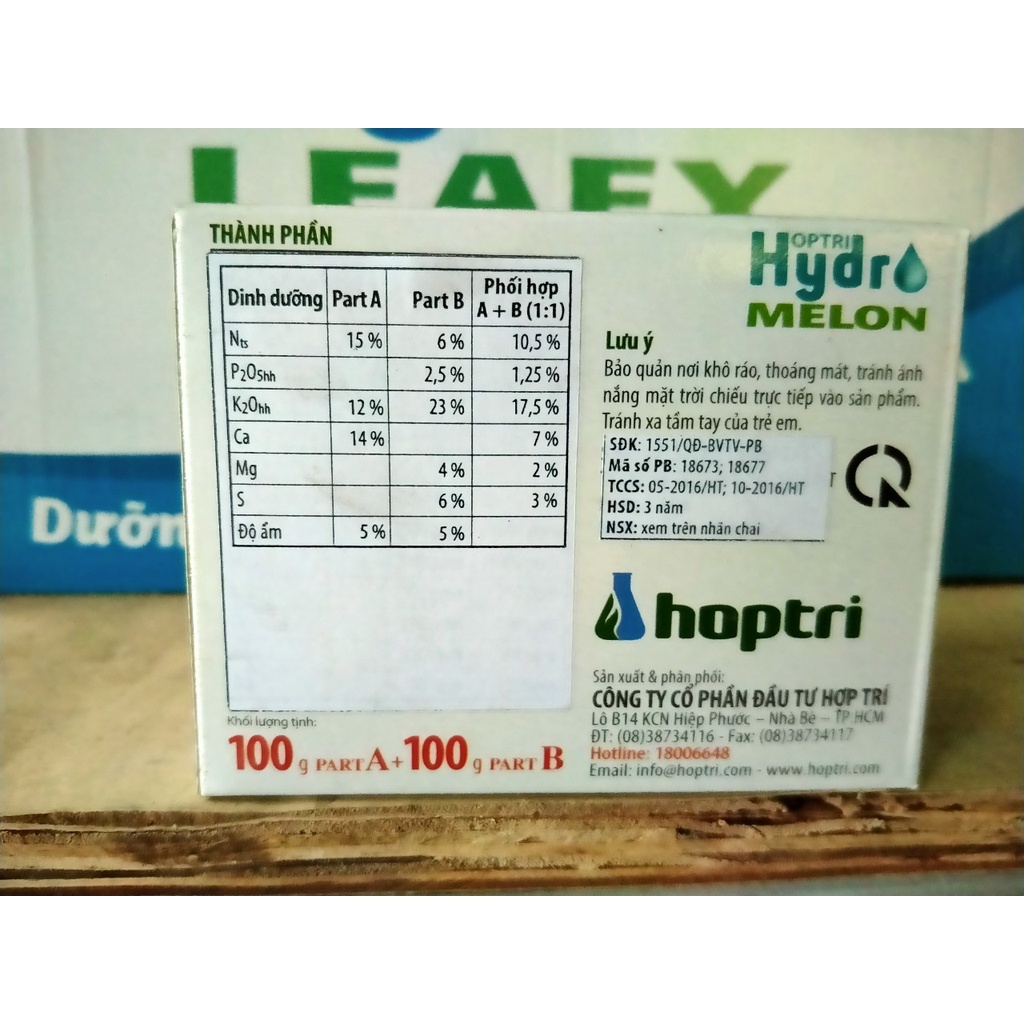 LEAFY
THÀNH PHẦN
Dinh dưỡng Part A Part B Phối hợp A + B (1:1)
Nts 15 % 6 % 10,5 %
P2O5hh 2,5 % 1,25 %
K2Ohh 12 % 23 % 17,5 %
Ca 14 % 7 %
Mg 4 % 2 %
S 6 % 3 %
Độ ẩm 5 % 5 %
Khối lượng tịnh:
100 g PART A + 100 g PART B
OPTRI
Hydro
MELON
Lưu ý
Bảo quản nơi khô ráo, thoáng mát, tránh ánh
nắng mặt trời chiếu trực tiếp vào sản phẩm.
Tránh xa tầm tay của trẻ em.
SĐK: 1551/QĐ-BVTV-PB
Mã số PB: 18673; 18677
TCCS: 05-2016/HT; 10-2016/HT
HSD: 3 năm
NSX: xem trên nhãn chai
hoptri
Sản xuất & phân phối:
CÔNG TY CỔ PHẦN ĐẦU TƯ HỢP TRÍ
Lô B14 KCN Hiệp Phước – Nhà Bè – TP HCM
ĐT: (08)38734116 - Fax: (08)38734117
Hotline: 18006648
Email: info@hoptri.com - www.hoptri.com
Dưỡn